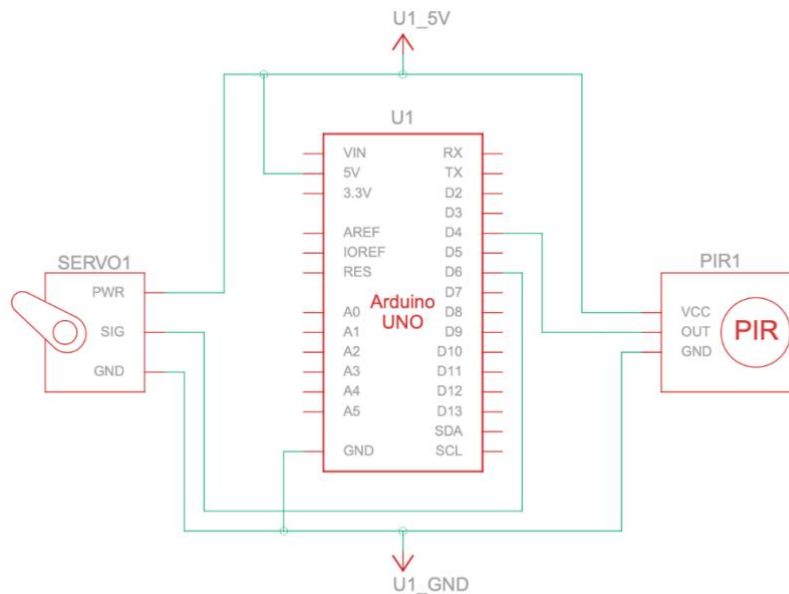 U1_5V
U1
VIN
5V
3.3V
AREF
IOREF
RES
A0
A1
A2
A3
A4
A5
GND
Arduino
UNO
RX
TX
D2
D3
D4
D5
D6
D7
D8
D9
D10
D11
D12
D13
SDA
SCL
SERVO1
PWR
SIG
GND
PIR1
VCC
OUT
GND
PIR
U1_GND